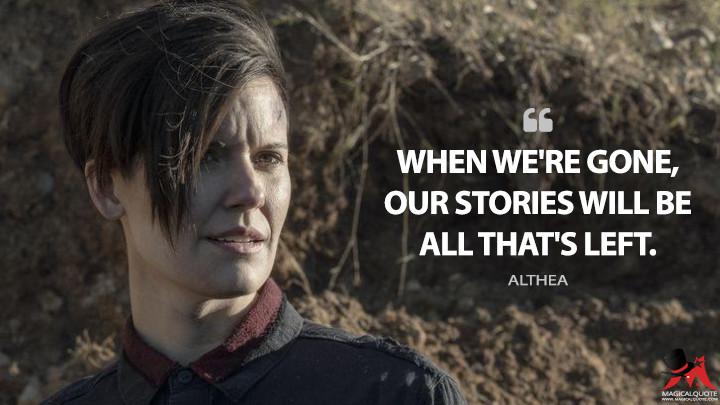 ❝
WHEN WE'RE GONE,
OUR STORIES WILL BE
ALL THAT'S LEFT.
ALTHEA
MAGICALQUOTE
WWW.MAGICALQUOTE.COM